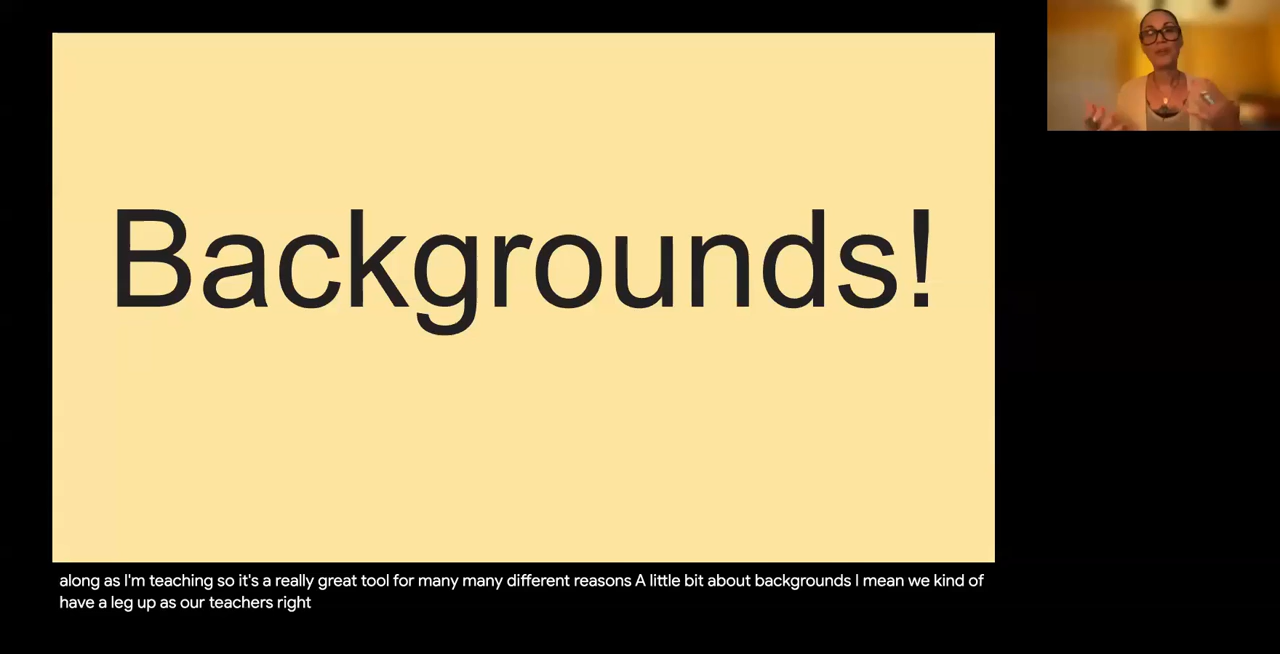 Backgrounds!
along as I'm teaching so it's a really great tool for many many different reasons A little bit about backgrounds I mean we kind of
have a leg up as our teachers right